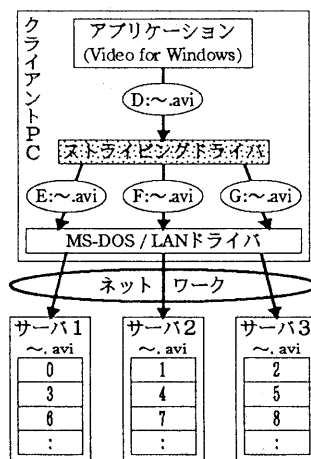 クライアントPC
アプリケーション
(Video for Windows)
D:～.avi
ストライピングドライバ
E:～.avi
F:～.avi
G:～.avi
MS-DOS / LANドライバ
ネットワーク
サーバ1
～.avi
0
3
6
:
サーバ2
～.avi
1
4
7
:
サーバ3
～.avi
2
5
8
: